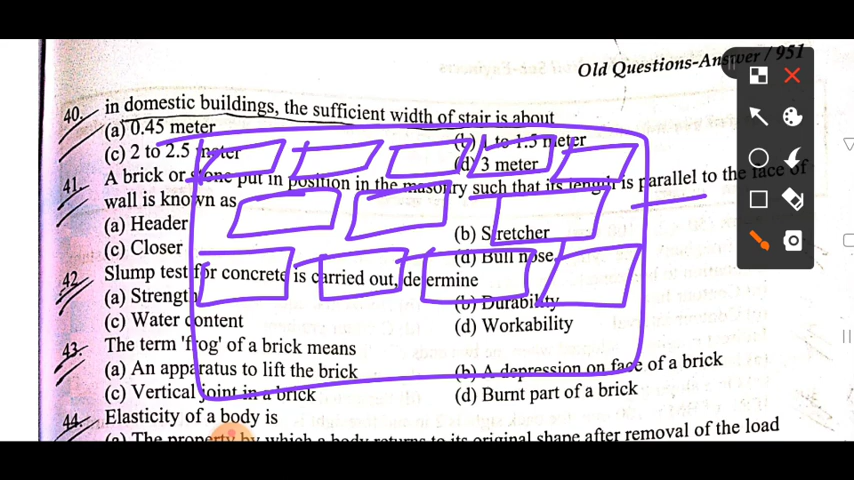 Old Questions-Answer / 951
40. in domestic buildings, the sufficient width of stair is about
(a) 0.45 meter (b) 1 to 1.5 meter
(c) 2 to 2.5 meter (d) 3 meter
41. A brick or stone put in position in the masonry such that its length is parallel to the face of
wall is known as
(a) Header (b) Stretcher
(c) Closer (d) Bull nose
42. Slump test for concrete is carried out, determine
(a) Strength (b) Durability
(c) Water content (d) Workability
43. The term 'frog' of a brick means
(a) An apparatus to lift the brick (b) A depression on face of a brick
(c) Vertical joint in a brick (d) Burnt part of a brick
44. Elasticity of a body is
(a) The property by which a body returns to its original shape after removal of the load